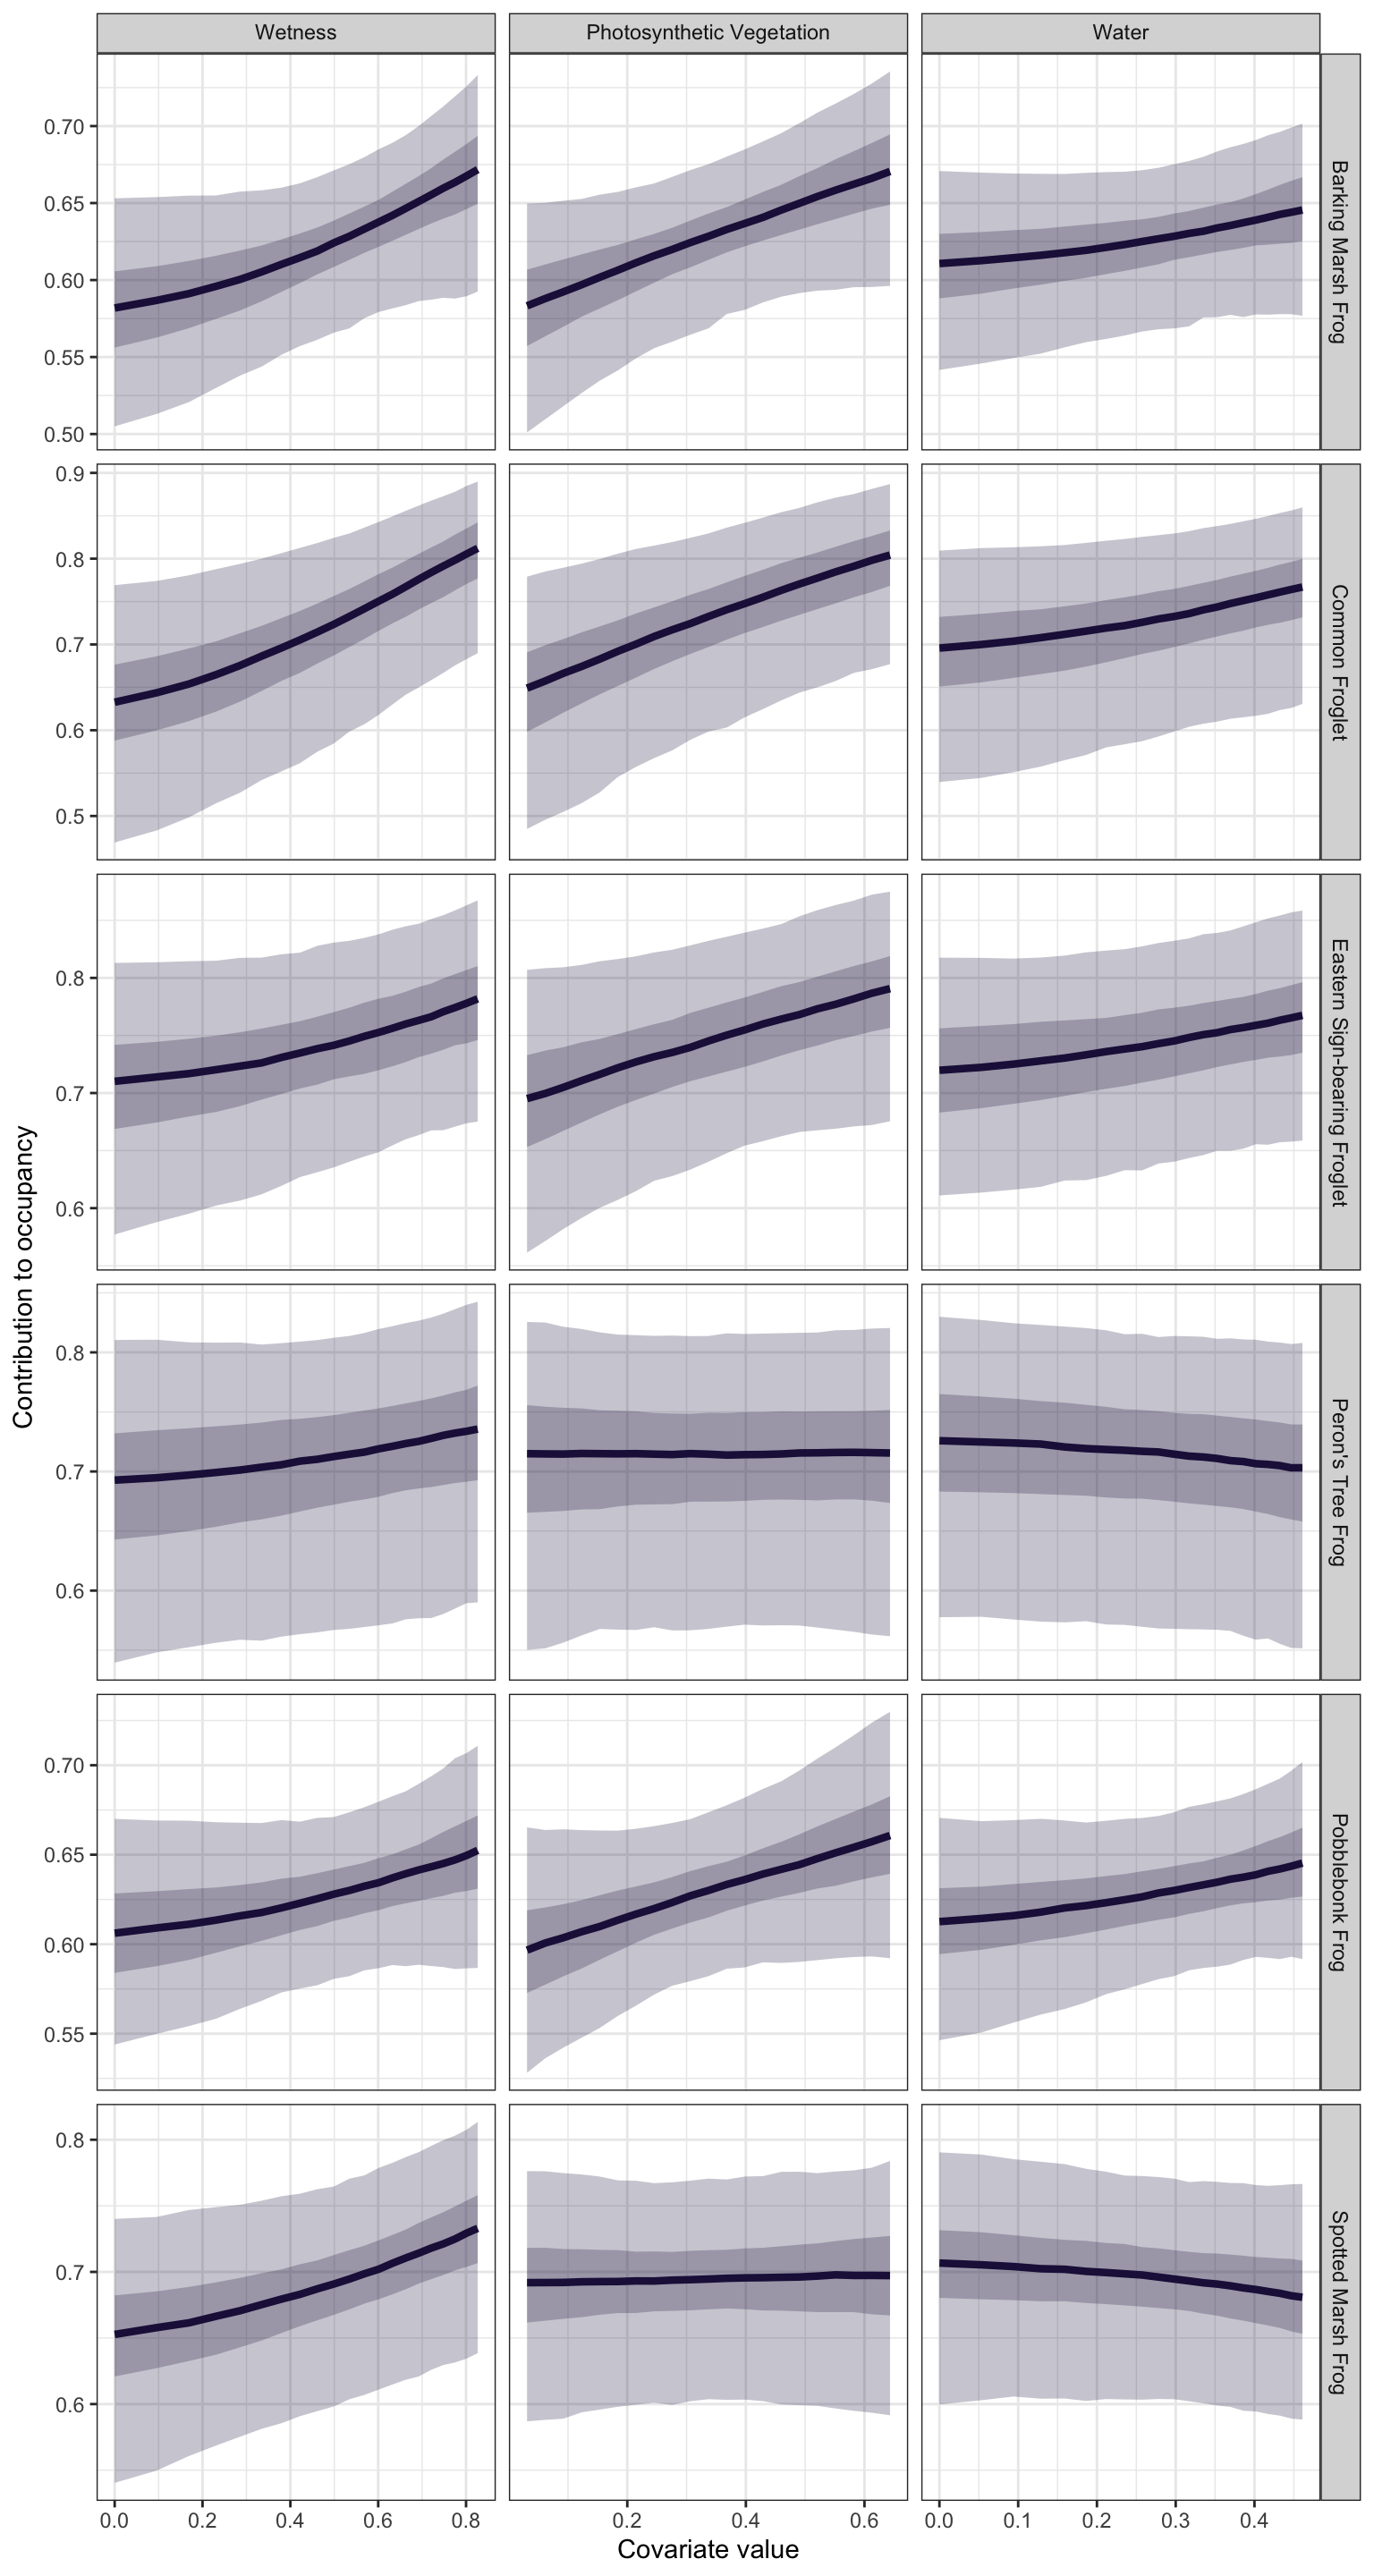 Wetness
Photosynthetic Vegetation
Water
0.70
0.65
0.60
0.55
0.50
Barking Marsh Frog
0.9
0.8
0.7
0.6
0.5
Common Froglet
0.8
0.7
0.6
Eastern Sign-bearing Froglet
Contribution to occupancy
0.8
0.7
0.6
Peron's Tree Frog
0.70
0.65
0.60
0.55
Pobblebonk Frog
0.8
0.7
0.6
Spotted Marsh Frog
0.0 0.2 0.4 0.6 0.8
0.2 0.4 0.6
0.0 0.1 0.2 0.3 0.4
Covariate value